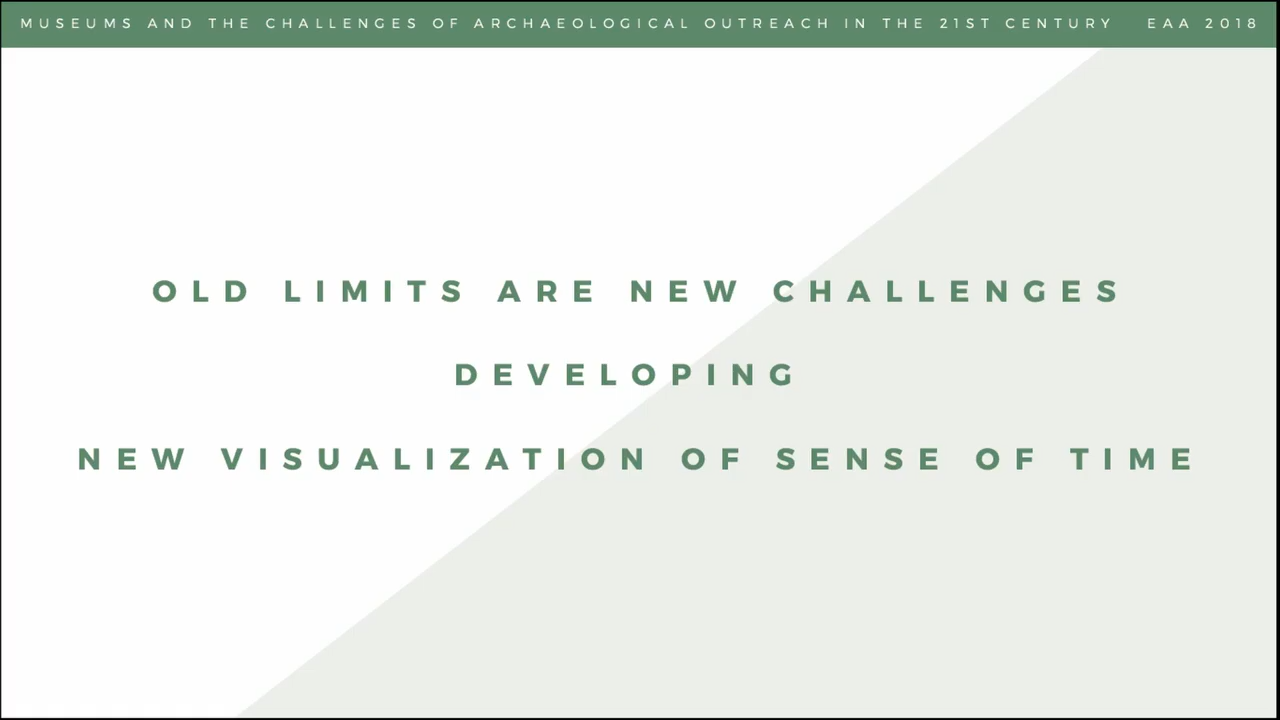 MUSEUMS AND THE CHALLENGES OF ARCHAEOLOGICAL OUTREACH IN THE 21ST CENTURY EAA 2018
OLD LIMITS ARE NEW CHALLENGES
DEVELOPING
NEW VISUALIZATION OF SENSE OF TIME